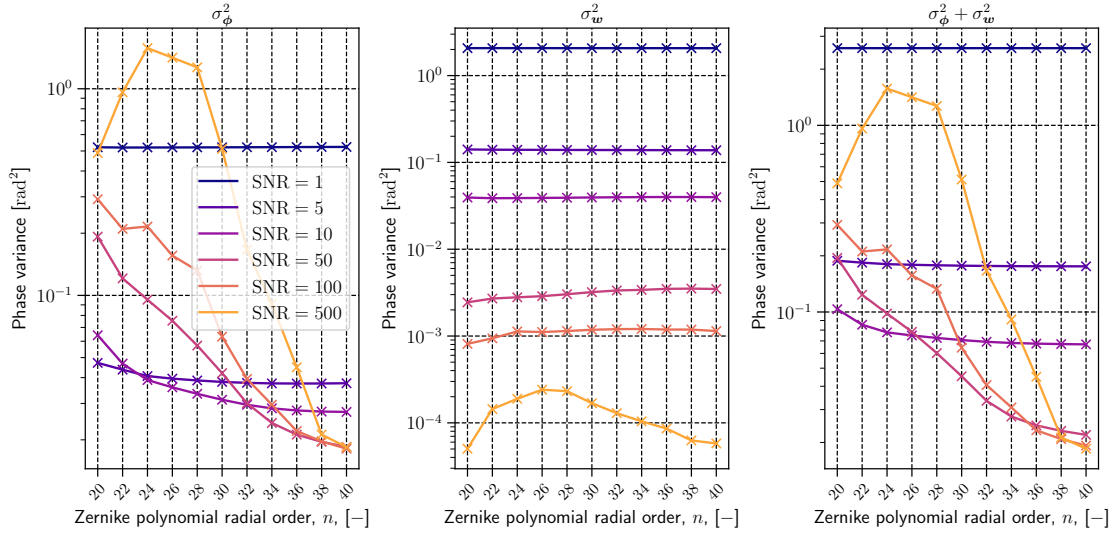 σ²_ϕ
Phase variance [rad²]
10⁰
10⁻¹
SNR = 1
SNR = 5
SNR = 10
SNR = 50
SNR = 100
SNR = 500
20 22 24 26 28 30 32 34 36 38 40
Zernike polynomial radial order, n, [−]
σ²_w
Phase variance [rad²]
10⁰
10⁻¹
10⁻²
10⁻³
10⁻⁴
20 22 24 26 28 30 32 34 36 38 40
Zernike polynomial radial order, n, [−]
σ²_ϕ + σ²_w
Phase variance [rad²]
10⁰
10⁻¹
20 22 24 26 28 30 32 34 36 38 40
Zernike polynomial radial order, n, [−]